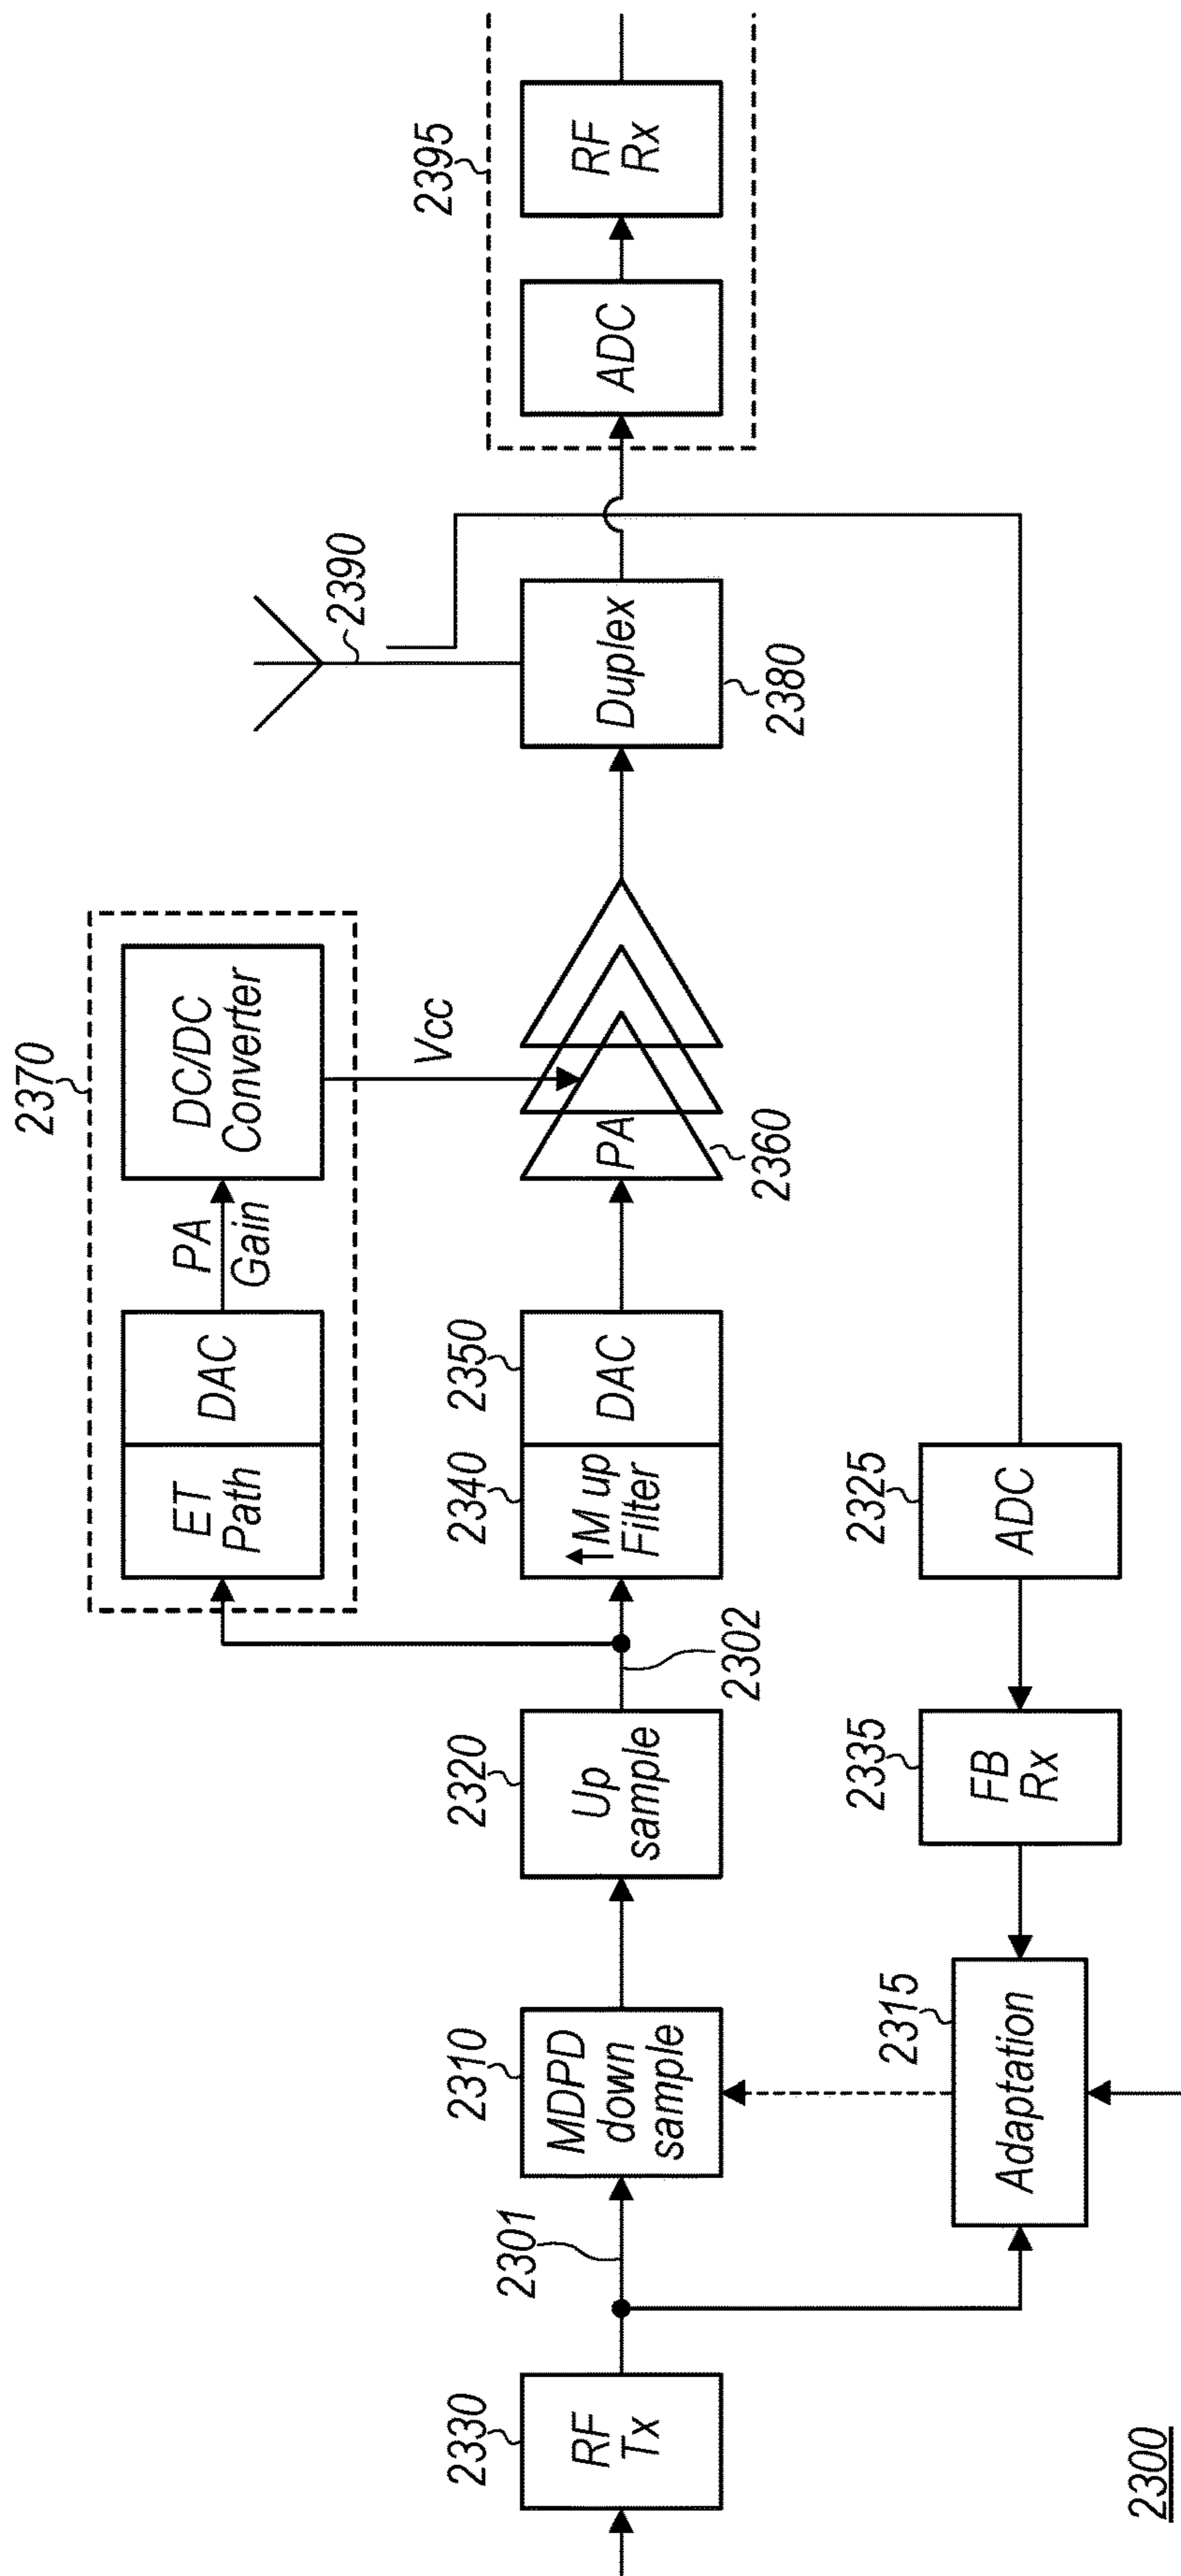 2370
ET
Path
DAC
PA
Gain
DC/DC
Converter
Vcc
2395
ADC
RF
Rx
2390
2330
RF
Tx
2301
2310
MDPD
down
sample
2320
Up
sample
2302
2340
↑M up
Filter
2350
DAC
PA
2360
Duplex
2380
2315
Adaptation
2335
FB
Rx
2325
ADC
2300